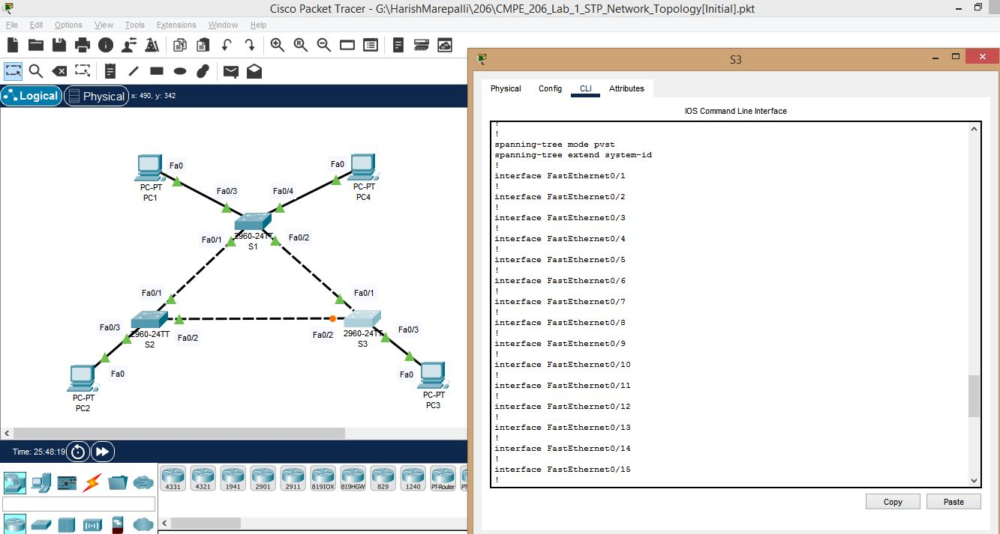 Cisco Packet Tracer - G:\HarishMarepalli\206\CMPE_206_Lab_1_STP_Network_Topology[Initial].pkt
File Edit Options View Tools Extensions Window Help
Logical Physical x: 490, y: 342
Fa0
PC-PT
PC1
Fa0
PC-PT
PC4
Fa0/3
Fa0/4
2960-24TT
S1
Fa0/1
Fa0/2
Fa0/1
Fa0/1
Fa0/3
2960-24TT
S2
Fa0/2
Fa0/2
2960-24TT
S3
Fa0/3
Fa0
PC-PT
PC2
Fa0
PC-PT
PC3
Time: 25:48:19
4331 4321 1941 2901 2911 819IOX 819HGW 829 1240 PT-Router
S3
Physical Config CLI Attributes
IOS Command Line Interface
!
!
spanning-tree mode pvst
spanning-tree extend system-id
!
interface FastEthernet0/1
!
interface FastEthernet0/2
!
interface FastEthernet0/3
!
interface FastEthernet0/4
!
interface FastEthernet0/5
!
interface FastEthernet0/6
!
interface FastEthernet0/7
!
interface FastEthernet0/8
!
interface FastEthernet0/9
!
interface FastEthernet0/10
!
interface FastEthernet0/11
!
interface FastEthernet0/12
!
interface FastEthernet0/13
!
interface FastEthernet0/14
!
interface FastEthernet0/15
!
Copy Paste